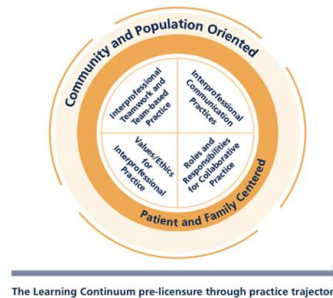 Community and Population Oriented
Interprofessional
Teamwork and
Team-based
Practice
Interprofessional
Communication
Practices
Values/Ethics
for
Interprofessional
Practice
Roles and
Responsibilities
for Collaborative
Practice
Patient and Family Centered
The Learning Continuum pre-licensure through practice trajector